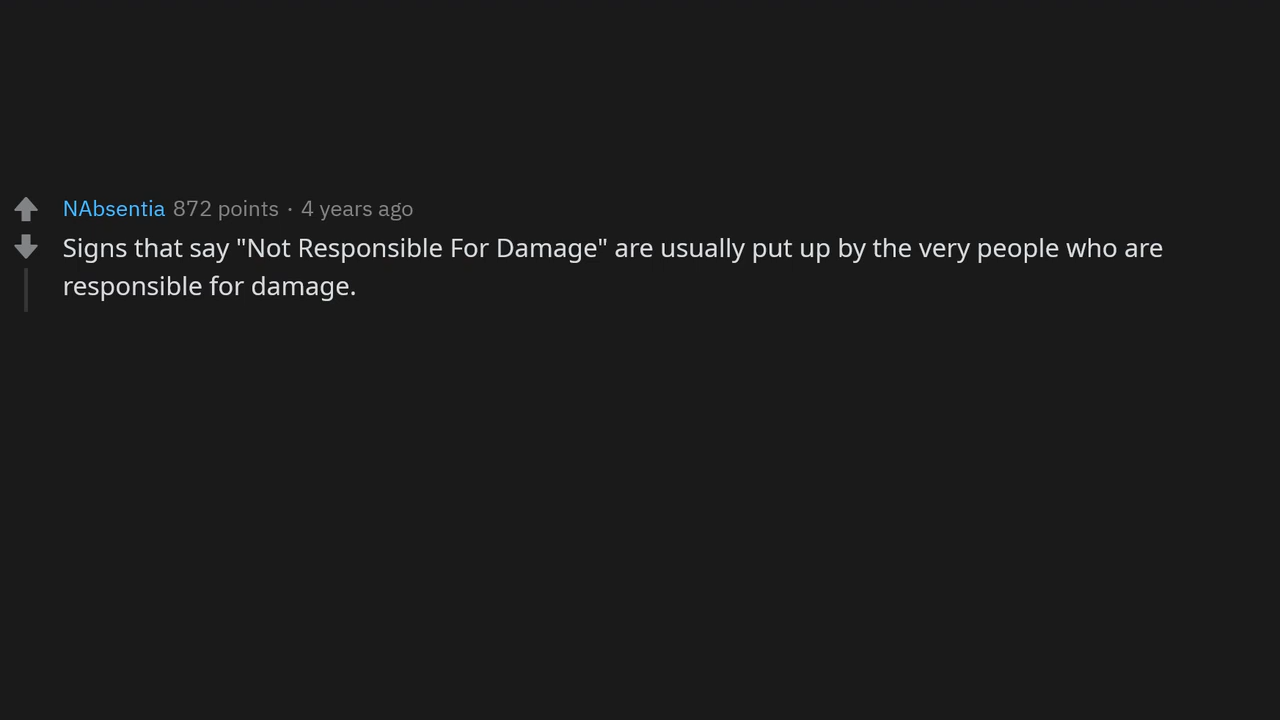 NAbsentia 872 points · 4 years ago
Signs that say "Not Responsible For Damage" are usually put up by the very people who are
responsible for damage.